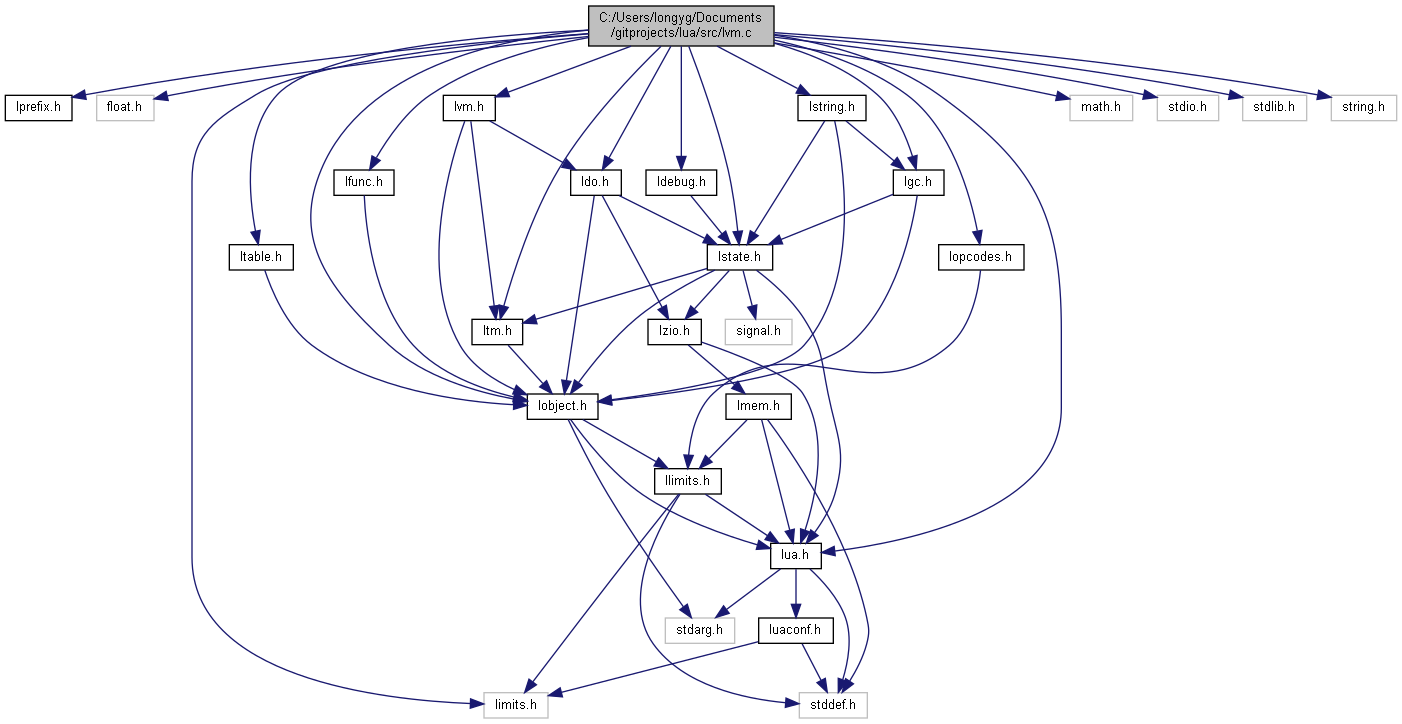 C:/Users/longyg/Documents
/gitprojects/lua/src/lvm.c
lprefix.h
float.h
lvm.h
lstring.h
math.h
stdio.h
stdlib.h
string.h
lfunc.h
ldo.h
ldebug.h
lgc.h
ltable.h
lstate.h
lopcodes.h
ltm.h
lzio.h
signal.h
lobject.h
lmem.h
llimits.h
lua.h
stdarg.h
luaconf.h
limits.h
stddef.h